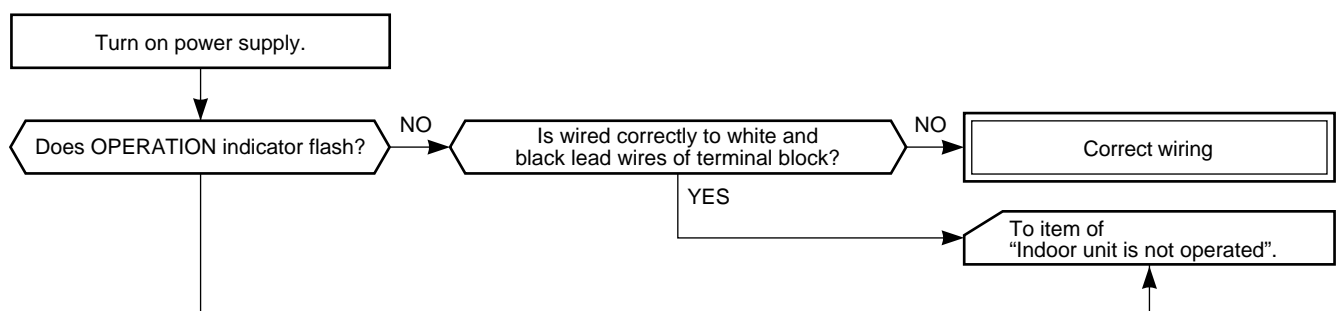 Turn on power supply.
Does OPERATION indicator flash?
NO
Is wired correctly to white and
black lead wires of terminal block?
NO
Correct wiring
YES
To item of
“Indoor unit is not operated”.